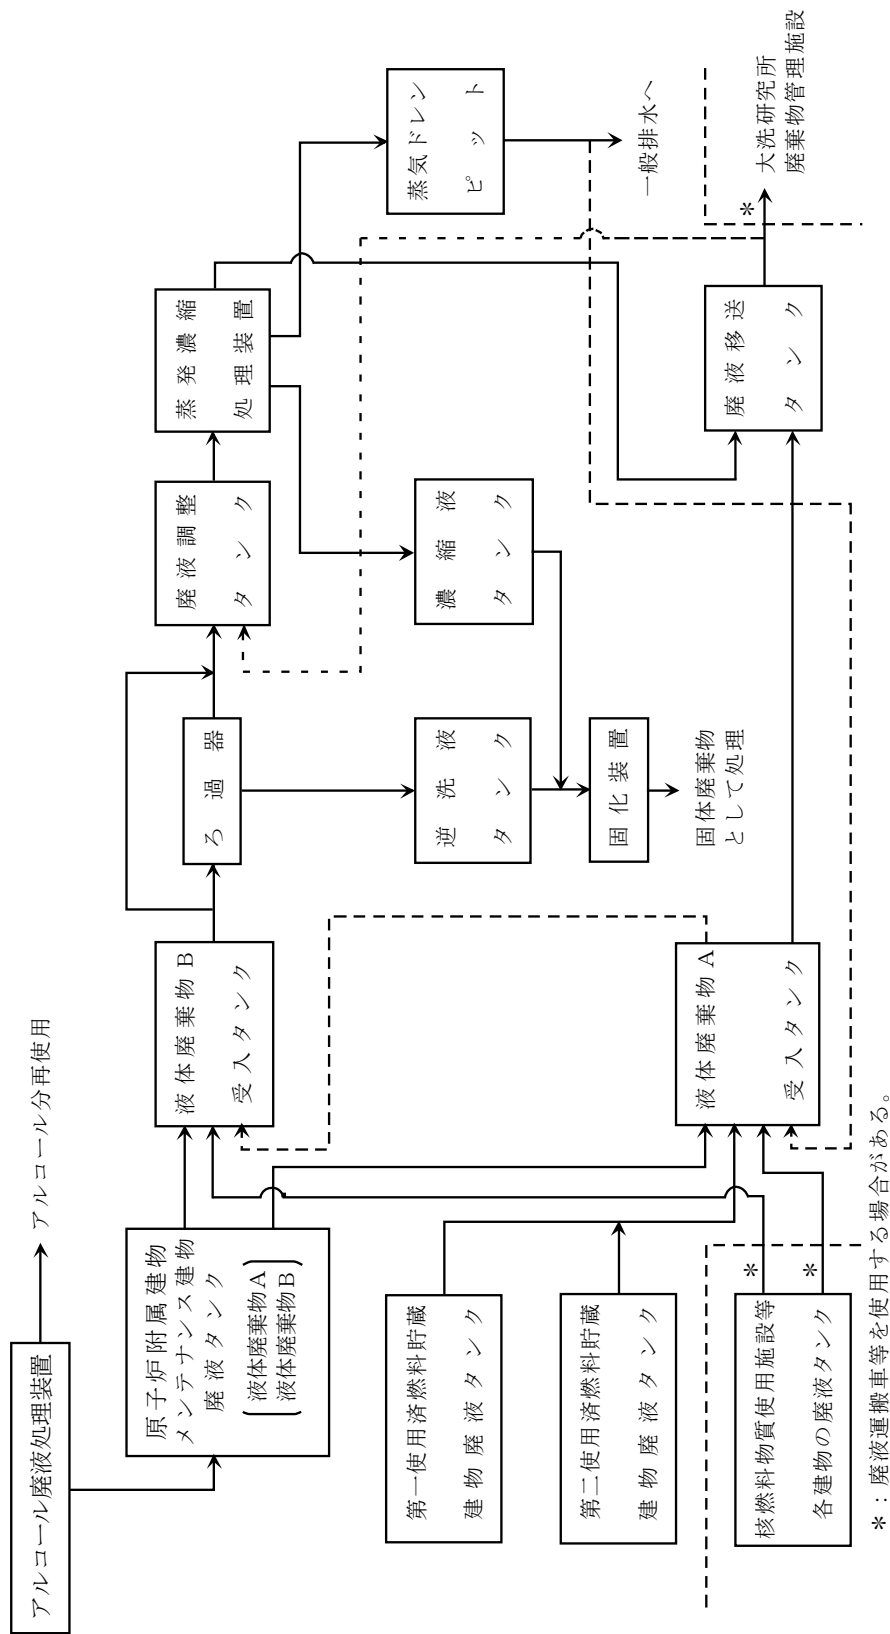 アルコール廃液処理装置
アルコール分再使用
原子炉附属建物
メンテナンス建物
廃液タンク
液体廃棄物A
液体廃棄物B
第一使用済燃料貯蔵
建物廃液タンク
第二使用済燃料貯蔵
建物廃液タンク
核燃料物質使用施設等
各建物の廃液タンク
*
*
液体廃棄物B
受入タンク
液体廃棄物A
受入タンク
ろ過器
逆洗液
タンク
固化装置
固体廃棄物
として処理
廃液調整
タンク
濃縮液
タンク
蒸発濃縮
処理装置
廃液移送
タンク
蒸気ドレン
ピット
一般排水へ
*
大洗研究所
廃棄物管理施設
*:廃液運搬車等を使用する場合がある。